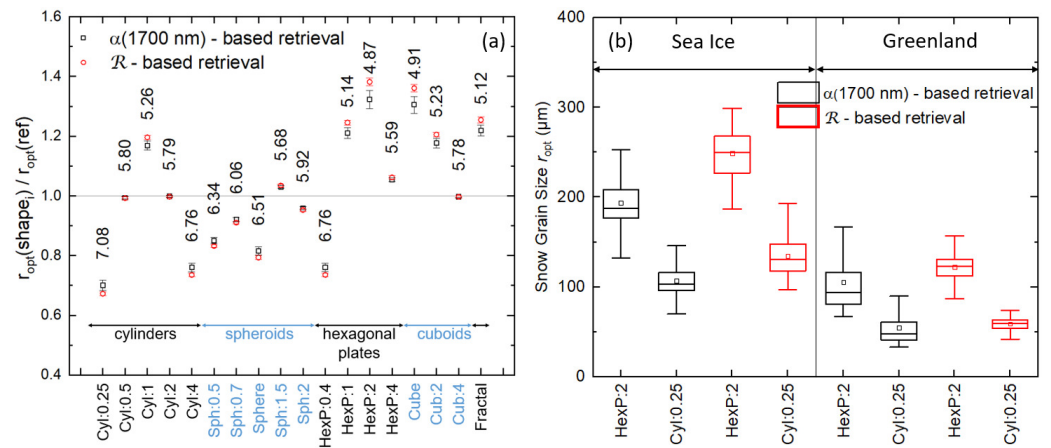 (a)
α(1700 nm) - based retrieval
ℛ - based retrieval
r_opt(shape_i) / r_opt(ref)
1.6
1.4
1.2
1.0
0.8
0.6
0.4
7.08
5.80
5.26
5.79
6.76
6.34
6.06
6.51
5.68
5.92
6.76
5.14
4.87
5.59
4.91
5.23
5.78
5.12
cylinders
spheroids
hexagonal
plates
cuboids
Cyl:0.25
Cyl:0.5
Cyl:1
Cyl:2
Cyl:4
Sph:0.5
Sph:0.7
Sphere
Sph:1.5
Sph:2
HexP:0.4
HexP:1
HexP:2
HexP:4
Cube
Cub:2
Cub:4
Fractal
(b)
Sea Ice
Greenland
α(1700 nm) - based retrieval
ℛ - based retrieval
Snow Grain Size r_opt (μm)
400
300
200
100
0
HexP:2
Cyl:0.25
HexP:2
Cyl:0.25
HexP:2
Cyl:0.25
HexP:2
Cyl:0.25